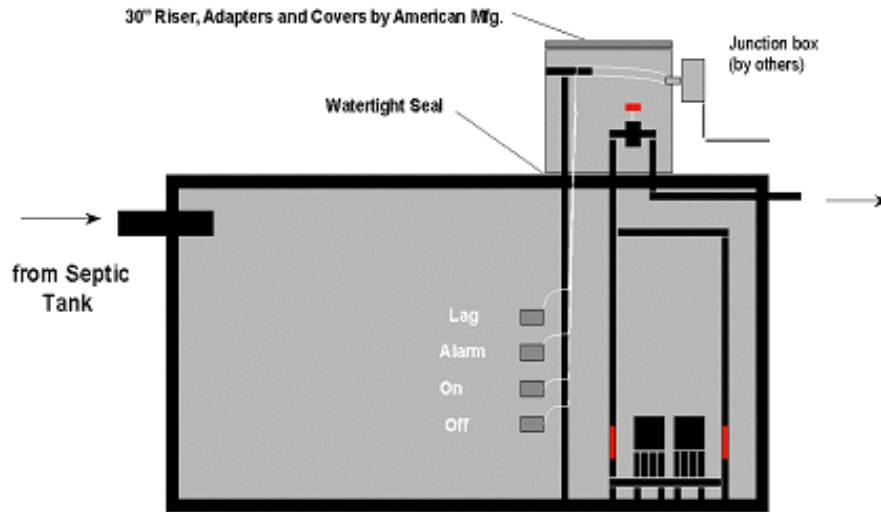 30" Riser, Adapters and Covers by American Mfg.
Junction box
(by others)
Watertight Seal
from Septic
Tank
Lag
Alarm
On
Off